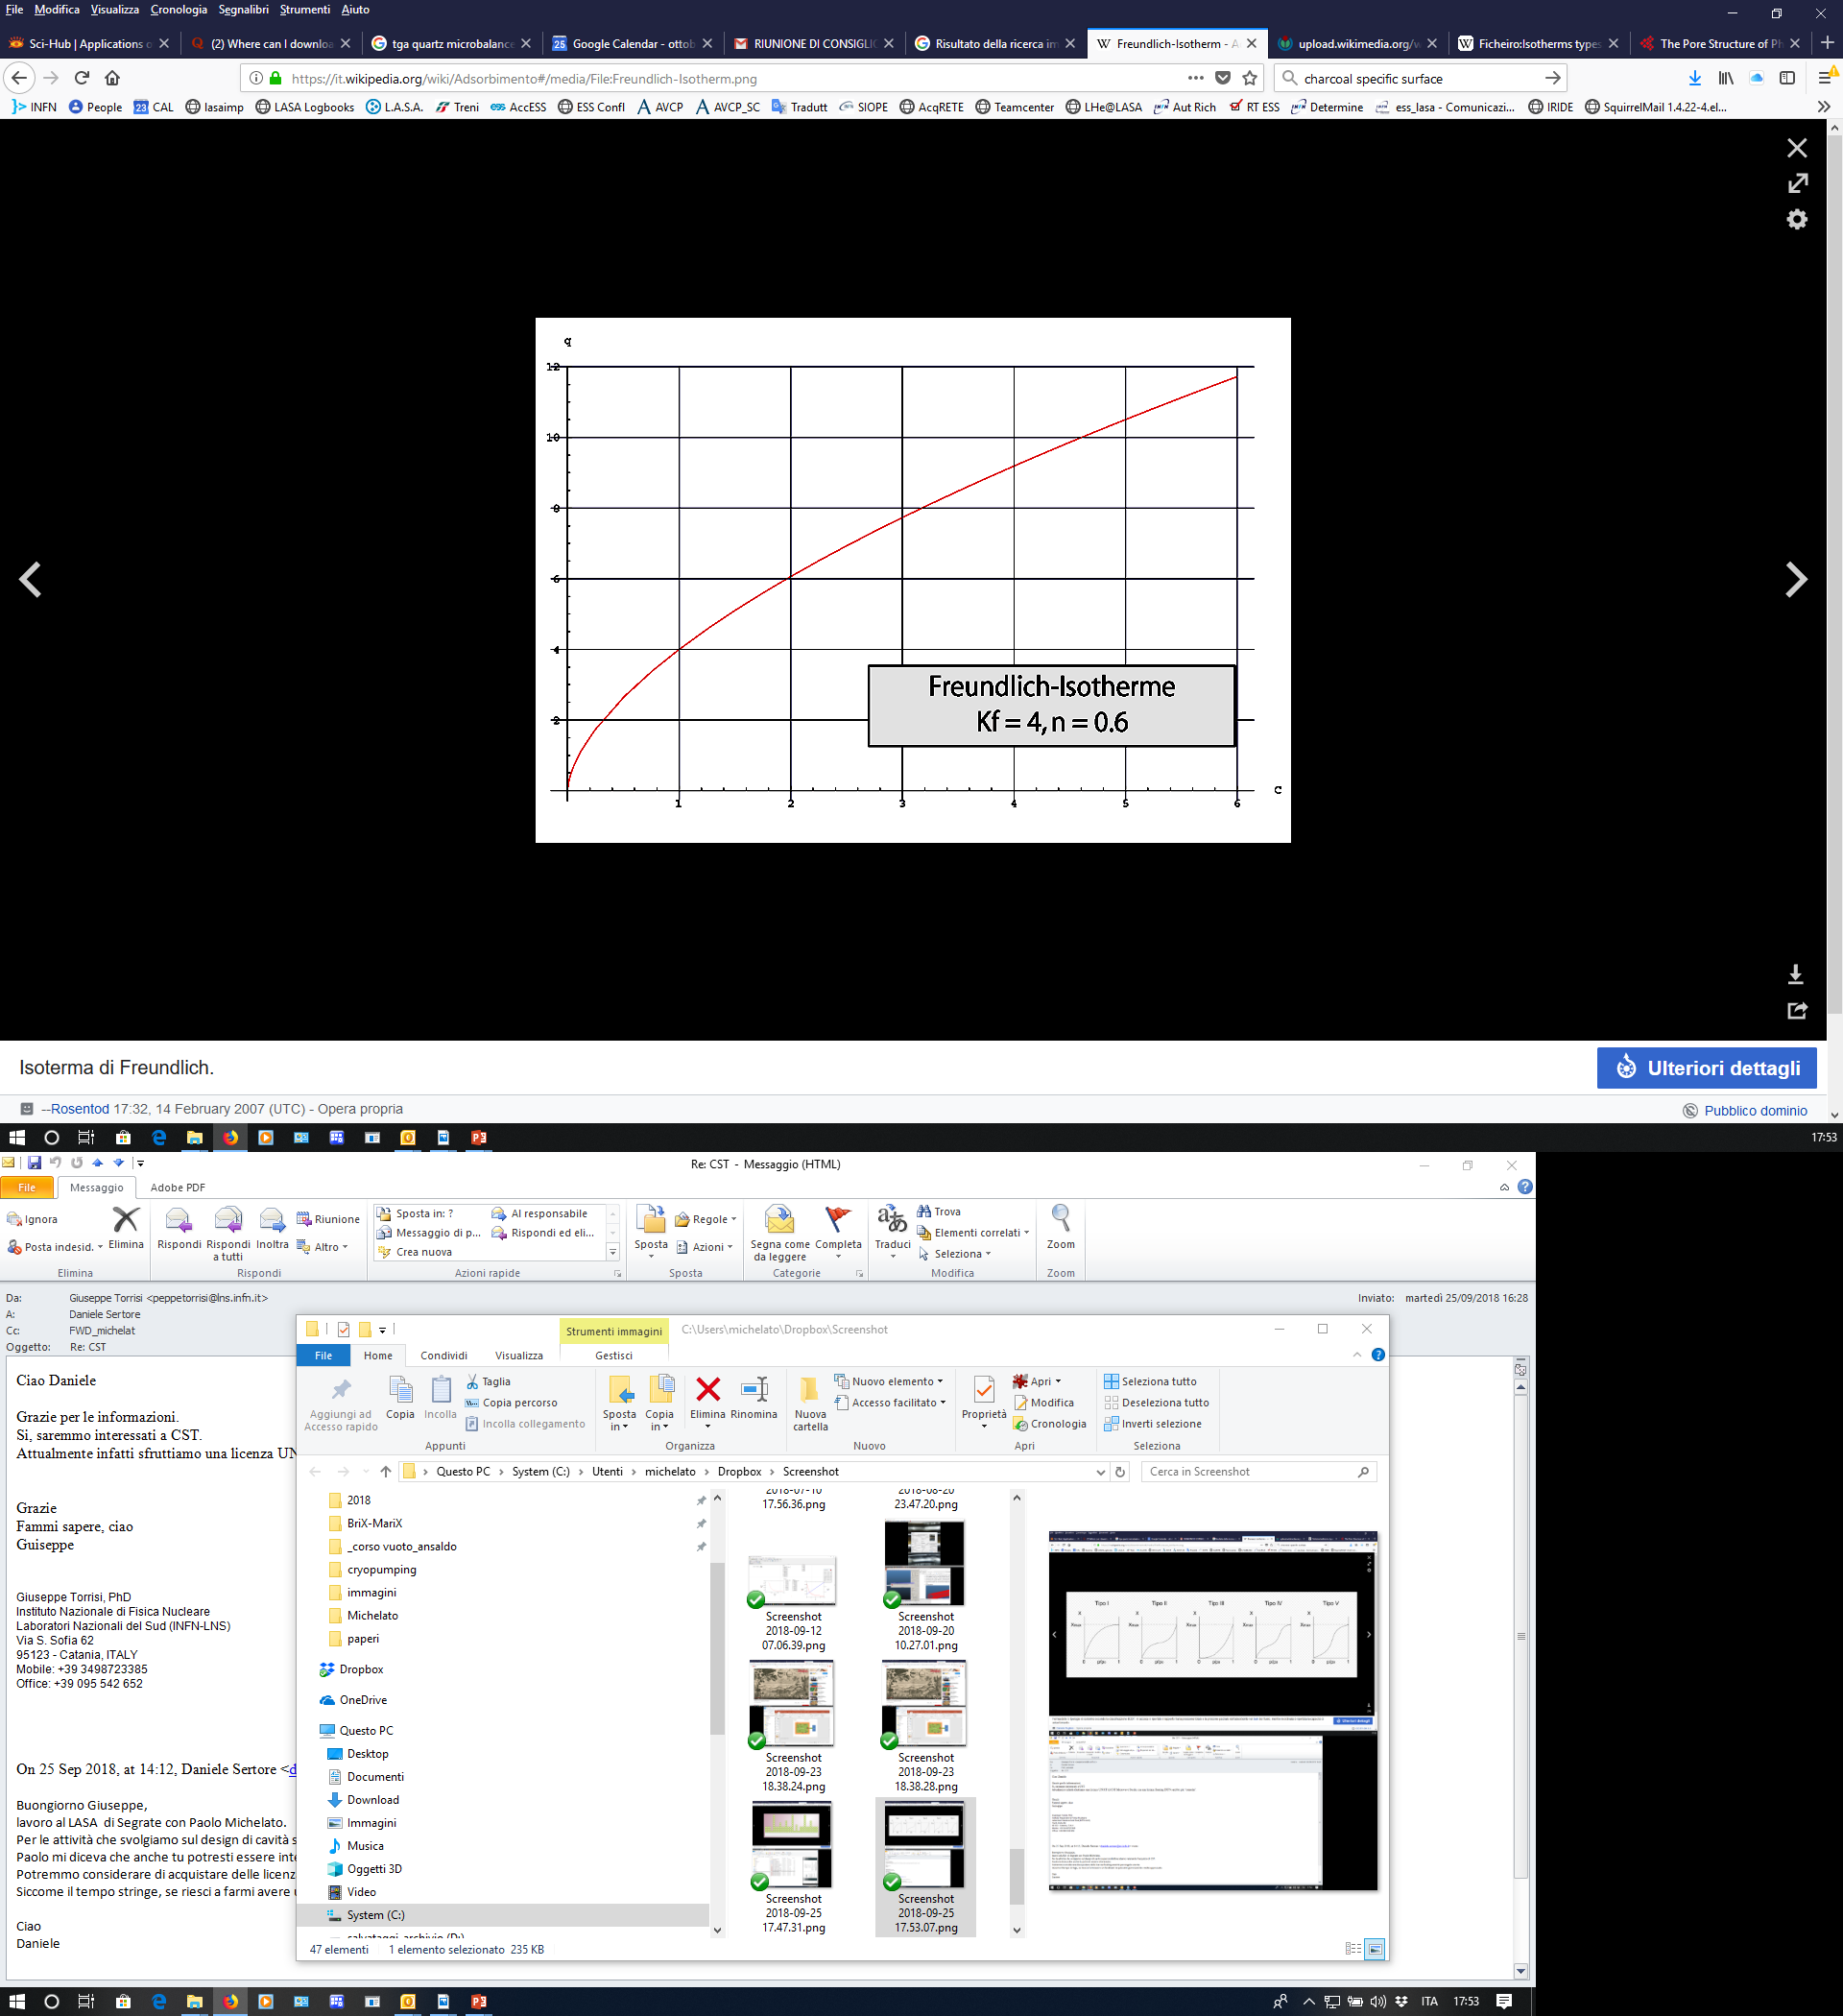 File Modifica Visualizza Cronologia Segnalibri Strumenti Aiuto
Sci-Hub | Applications o
(2) Where can I downloa
tga quartz microbalance
Google Calendar - ottob
RIUNIONE DI CONSIGLIO
Risultato della ricerca im
Freundlich-Isotherm - A
upload.wikimedia.org/w
Ficheiro:Isotherms types
The Pore Structure of Ph
https://it.wikipedia.org/wiki/Adsorbimento#/media/File:Freundlich-Isotherm.png
charcoal specific surface
INFN People CAL lasaimp LASA Logbooks L.A.S.A. Treni AccESS ESS Confl AVCP AVCP_SC Tradutt SIOPE AcqRETE Teamcenter LHe@LASA Aut Rich RT ESS Determine ess_lasa - Comunicazi... IRIDE SquirrelMail 1.4.22-4.el...
q
12
10
8
6
4
2
1 2 3 4 5 6
C
Freundlich-Isotherme
Kf = 4, n = 0.6
Isoterma di Freundlich.
Ulteriori dettagli
--Rosentod 17:32, 14 February 2007 (UTC) - Opera propria
Pubblico dominio
17:53
Re: CST - Messaggio (HTML)
File Messaggio Adobe PDF
Ignora
Posta indesid.
Elimina
Elimina
Rispondi
Rispondi a tutti
Inoltra
Riunione
Altro
Rispondi
Sposta in: ?
Messaggio di p...
Crea nuova
Al responsabile
Rispondi ed eli...
Azioni rapide
Sposta
Regole
Azioni
Sposta
Segna come da leggere
Completa
Categorie
Traduci
Trova
Elementi correlati
Seleziona
Modifica
Zoom
Zoom
Da: Giuseppe Torrisi <peppetorrisi@lns.infn.it>
Inviato: martedì 25/09/2018 16:28
A: Daniele Sertore
Cc: FWD_michelat
Oggetto: Re: CST
Ciao Daniele
Grazie per le informazioni.
Si, saremmo interessati a CST.
Attualmente infatti sfruttiamo una licenza UN
Grazie
Fammi sapere, ciao
Guiseppe
Giuseppe Torrisi, PhD
Instituto Nazionale di Fisica Nucleare
Laboratori Nazionali del Sud (INFN-LNS)
Via S. Sofia 62
95123 - Catania, ITALY
Mobile: +39 3498723385
Office: +39 095 542 652
On 25 Sep 2018, at 14:12, Daniele Sertore <d
Buongiorno Giuseppe,
lavoro al LASA di Segrate con Paolo Michelato.
Per le attività che svolgiamo sul design di cavità s
Paolo mi diceva che anche tu potresti essere inte
Potremmo considerare di acquistare delle licenz
Siccome il tempo stringe, se riesci a farmi avere u
Ciao
Daniele
Strumenti immagini
C:\Users\michelato\Dropbox\Screenshot
File Home Condividi Visualizza Gestisci
Aggiungi ad Accesso rapido
Copia
Incolla
Taglia
Copia percorso
Incolla collegamento
Appunti
Sposta in
Copia in
Elimina
Rinomina
Organizza
Nuova cartella
Nuovo elemento
Accesso facilitato
Nuovo
Proprietà
Apri
Modifica
Cronologia
Apri
Seleziona tutto
Deseleziona tutto
Inverti selezione
Seleziona
Questo PC > System (C:) > Utenti > michelato > Dropbox > Screenshot
Cerca in Screenshot
2018
BriX-MariX
_corso vuoto_ansaldo
cryopumping
immagini
Michelato
paperi
Dropbox
OneDrive
Questo PC
Desktop
Documenti
Download
Immagini
Musica
Oggetti 3D
Video
System (C:)
salvataggi_archivio (D:)
2018-07-10 17.56.36.png
2018-08-20 23.47.20.png
Screenshot 2018-09-12 07.06.39.png
Screenshot 2018-09-20 10.27.01.png
Screenshot 2018-09-23 18.38.24.png
Screenshot 2018-09-23 18.38.28.png
Screenshot 2018-09-25 17.47.31.png
Screenshot 2018-09-25 17.53.07.png
Tipo I Tipo II Tipo III Tipo IV Tipo V
47 elementi 1 elemento selezionato 235 KB
ITA 17:53